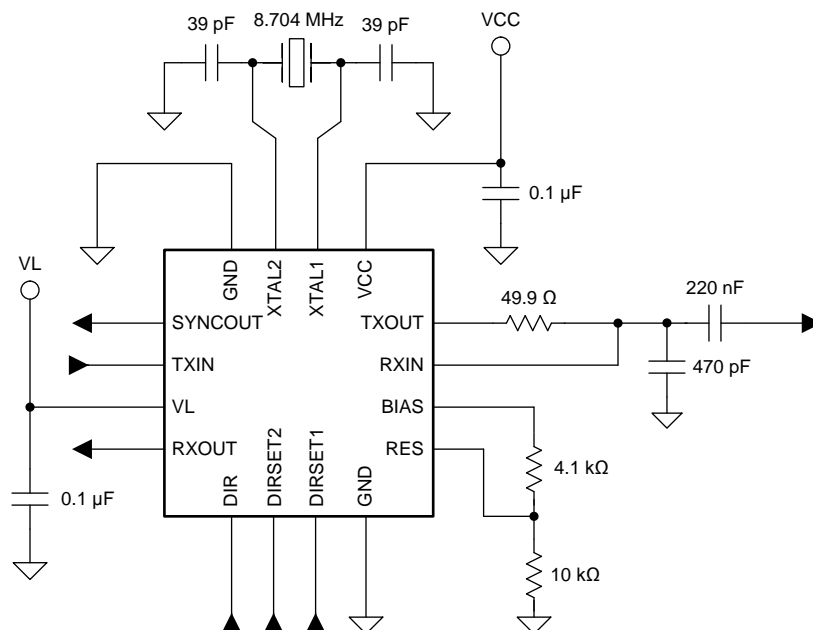 39 pF
8.704 MHz
39 pF
VCC
0.1 µF
VL
GND
XTAL2
XTAL1
VCC
SYNCOUT
TXIN
VL
RXOUT
TXOUT
RXIN
BIAS
RES
DIR
DIRSET2
DIRSET1
GND
49.9 Ω
220 nF
470 pF
4.1 kΩ
10 kΩ
0.1 µF